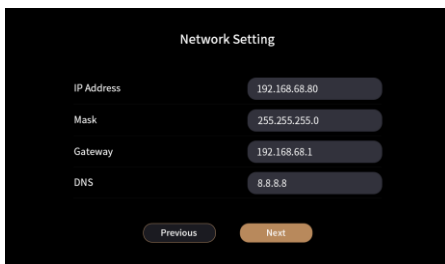 Network Setting
IP Address 192.168.68.80
Mask 255.255.255.0
Gateway 192.168.68.1
DNS 8.8.8.8
Previous Next